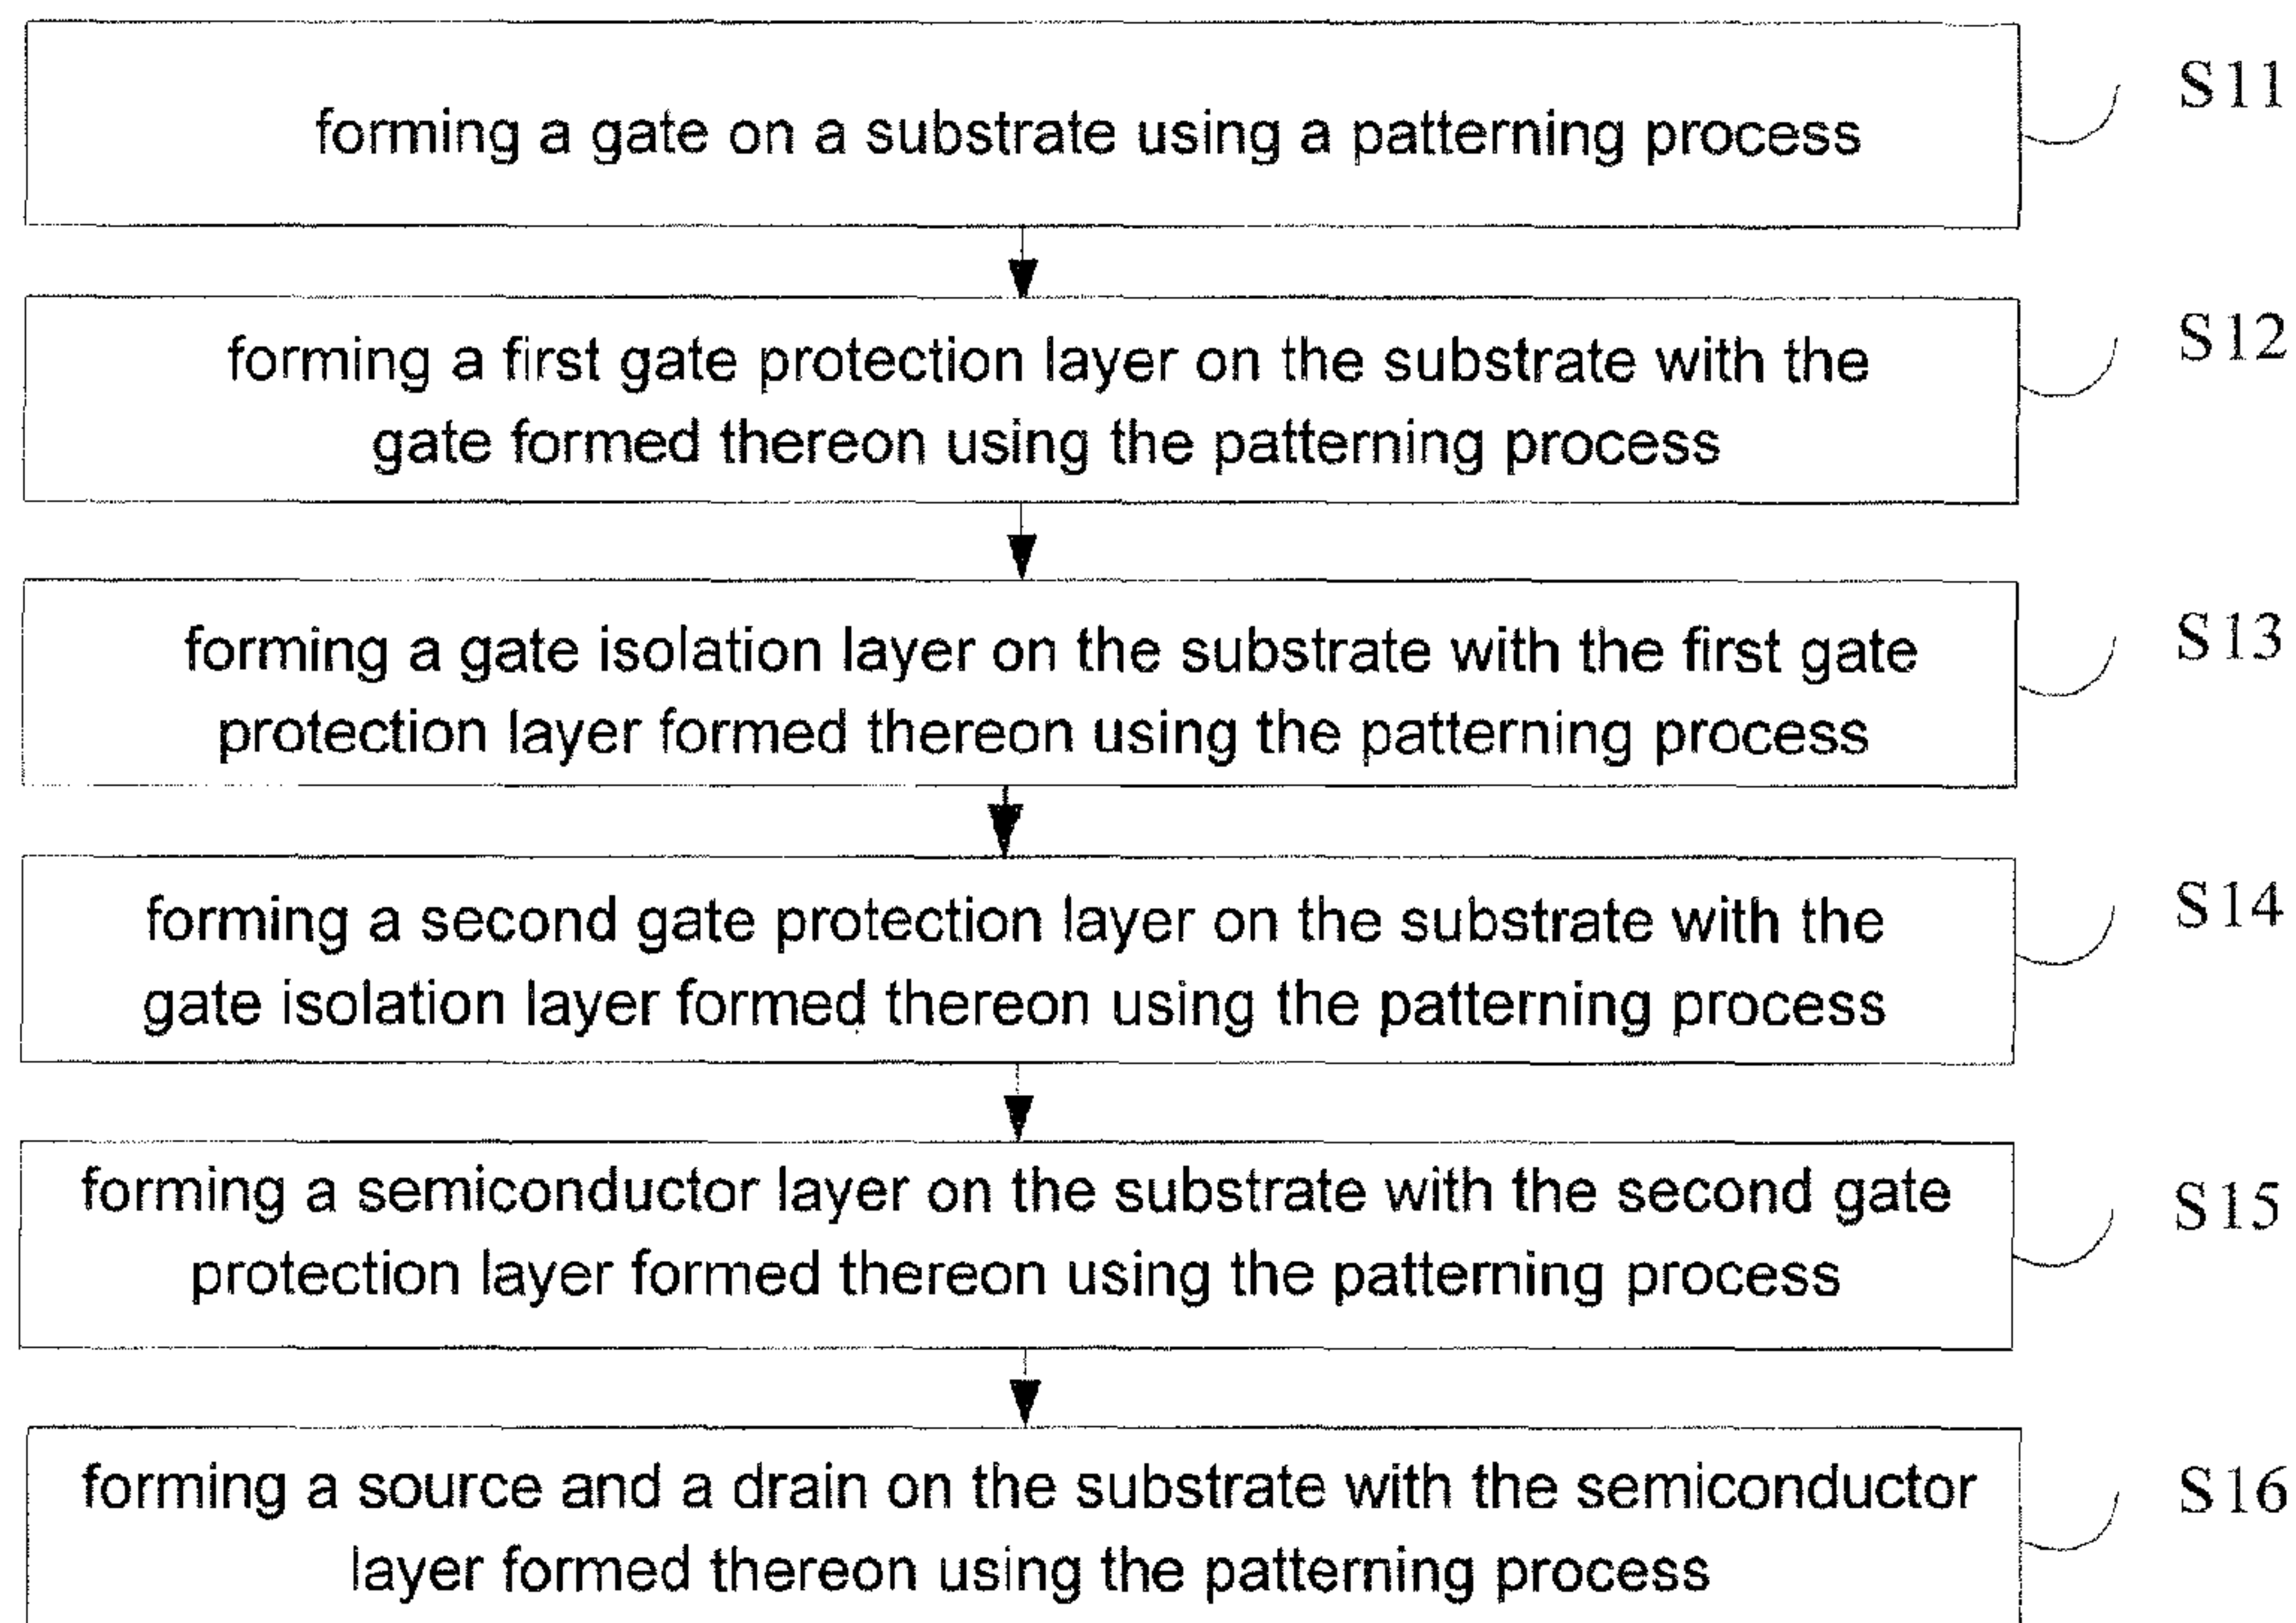 forming a gate on a substrate using a patterning process
S11
forming a first gate protection layer on the substrate with the
gate formed thereon using the patterning process
S12
forming a gate isolation layer on the substrate with the first gate
protection layer formed thereon using the patterning process
S13
forming a second gate protection layer on the substrate with the
gate isolation layer formed thereon using the patterning process
S14
forming a semiconductor layer on the substrate with the second gate
protection layer formed thereon using the patterning process
S15
forming a source and a drain on the substrate with the semiconductor
layer formed thereon using the patterning process
S16